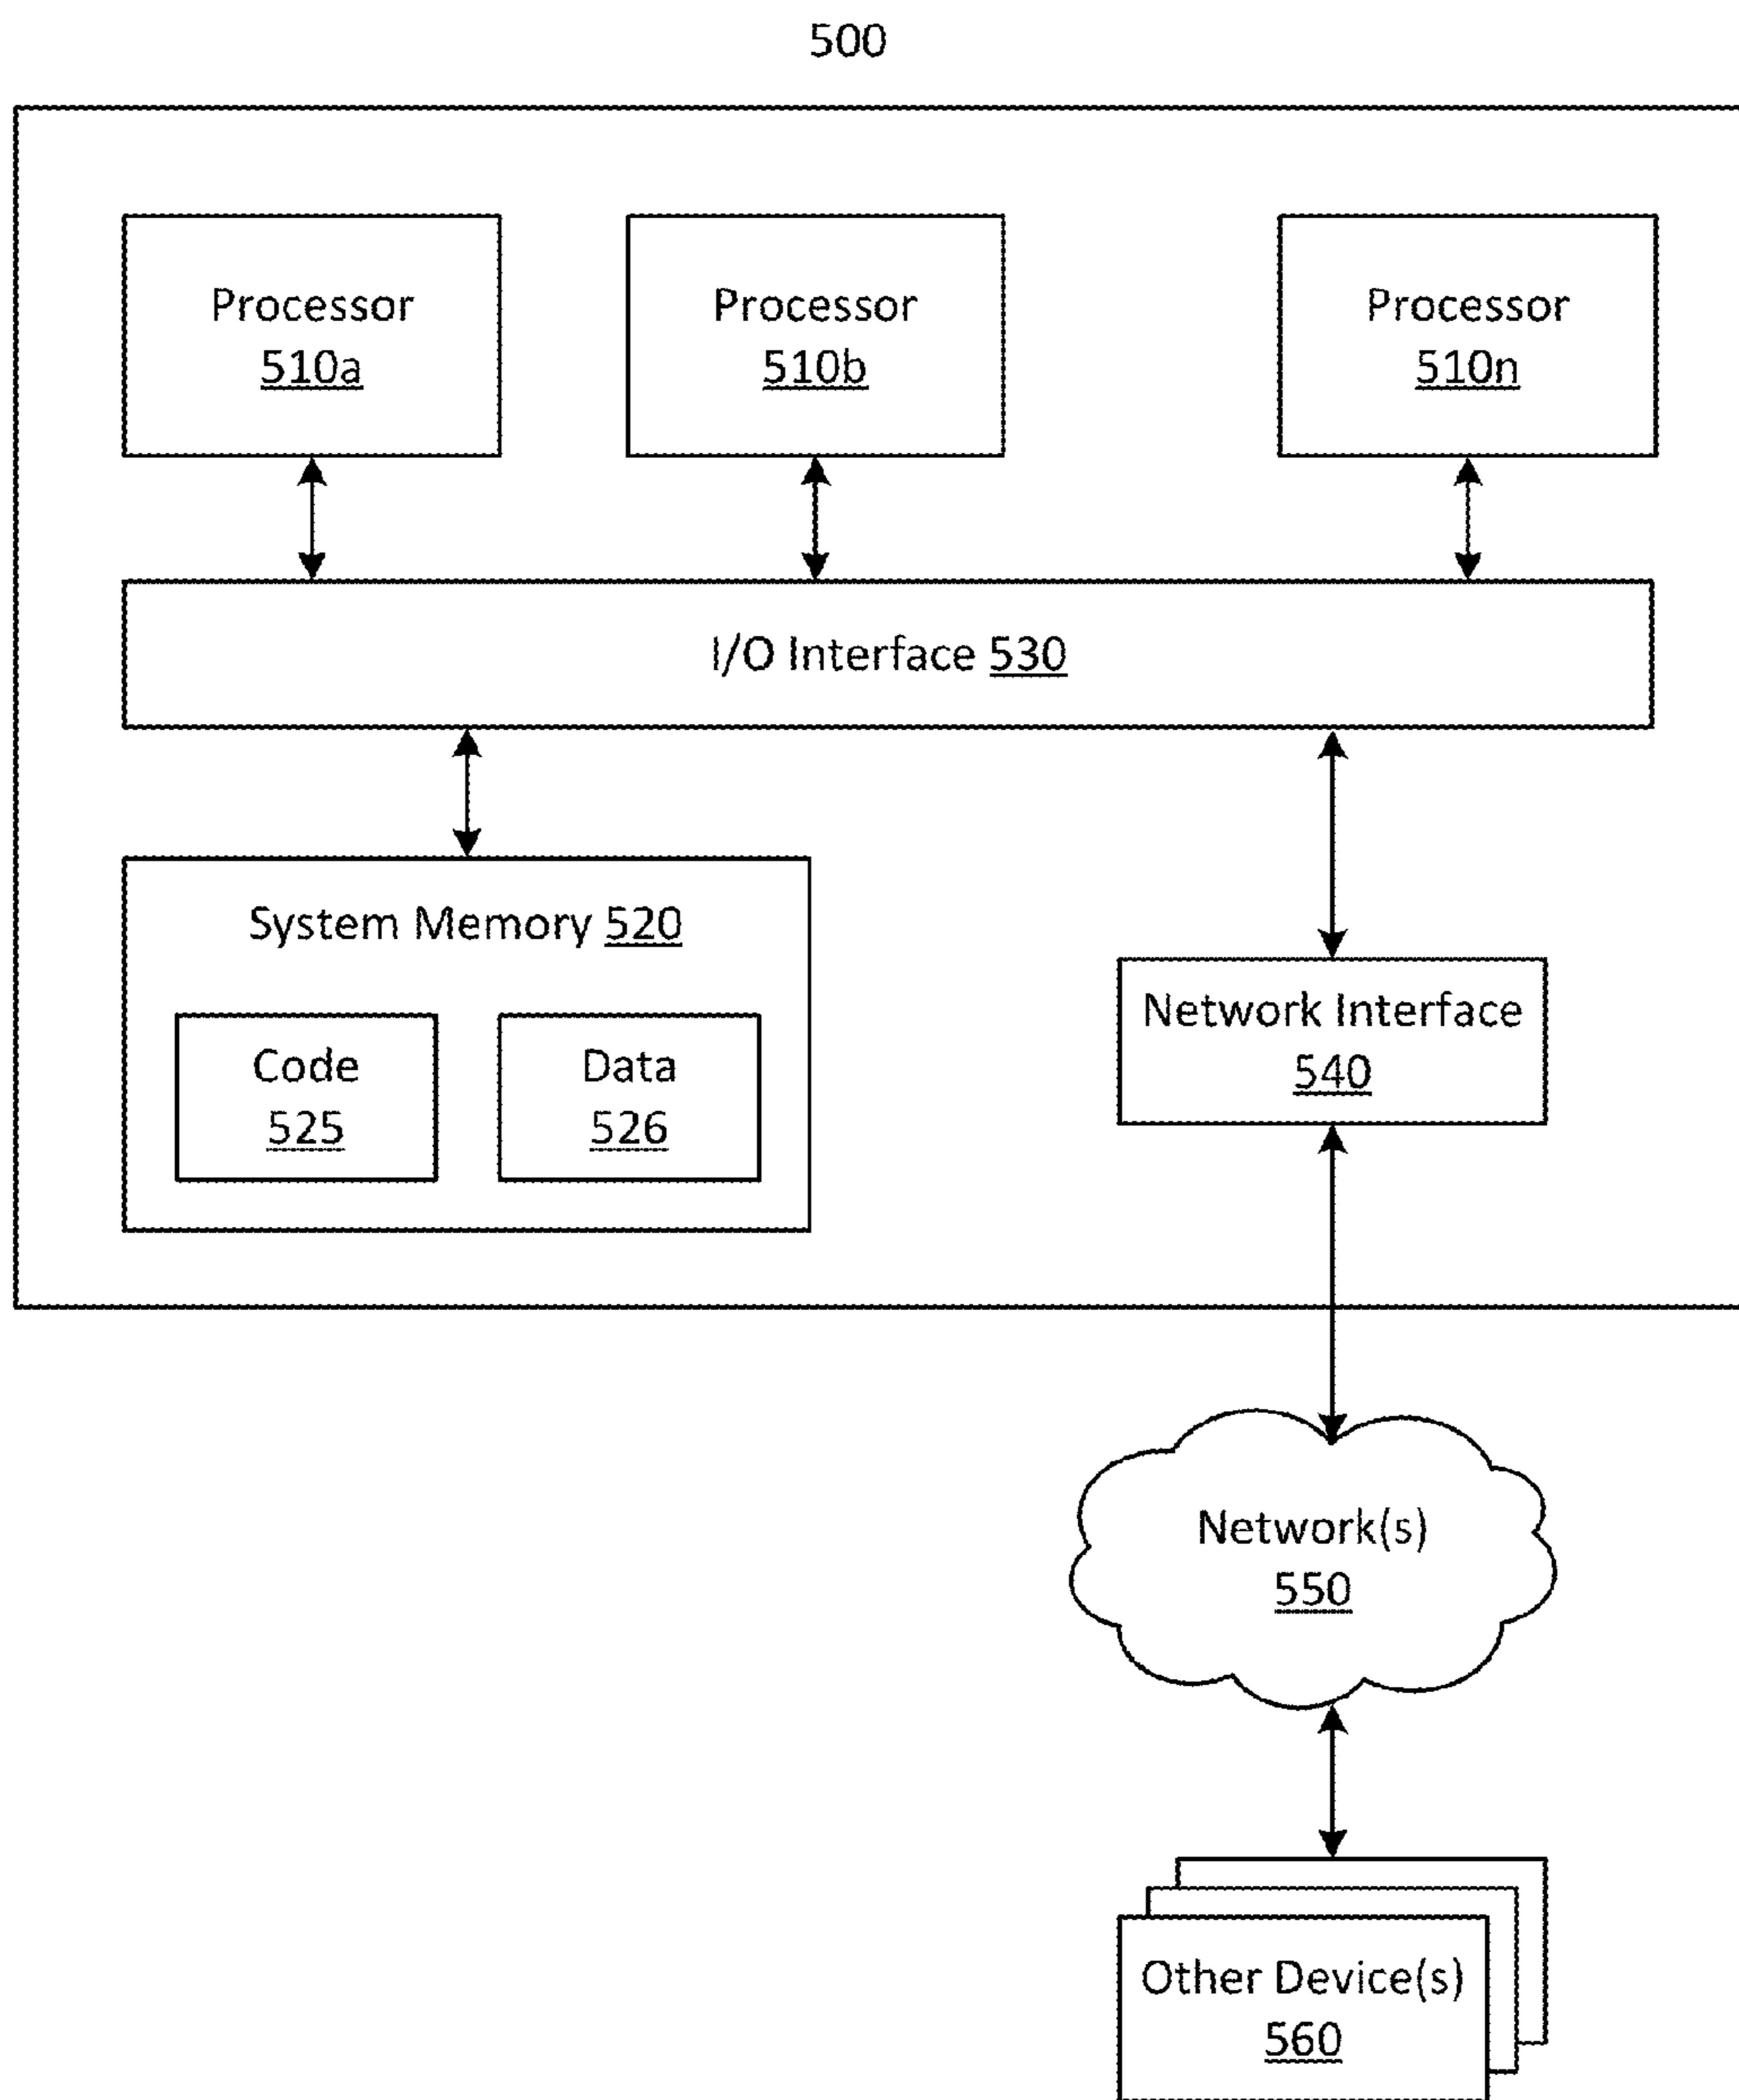 500
Processor
510a
Processor
510b
Processor
510n
I/O Interface 530
System Memory 520
Code
525
Data
526
Network Interface
540
Network(s)
550
Other Device(s)
560